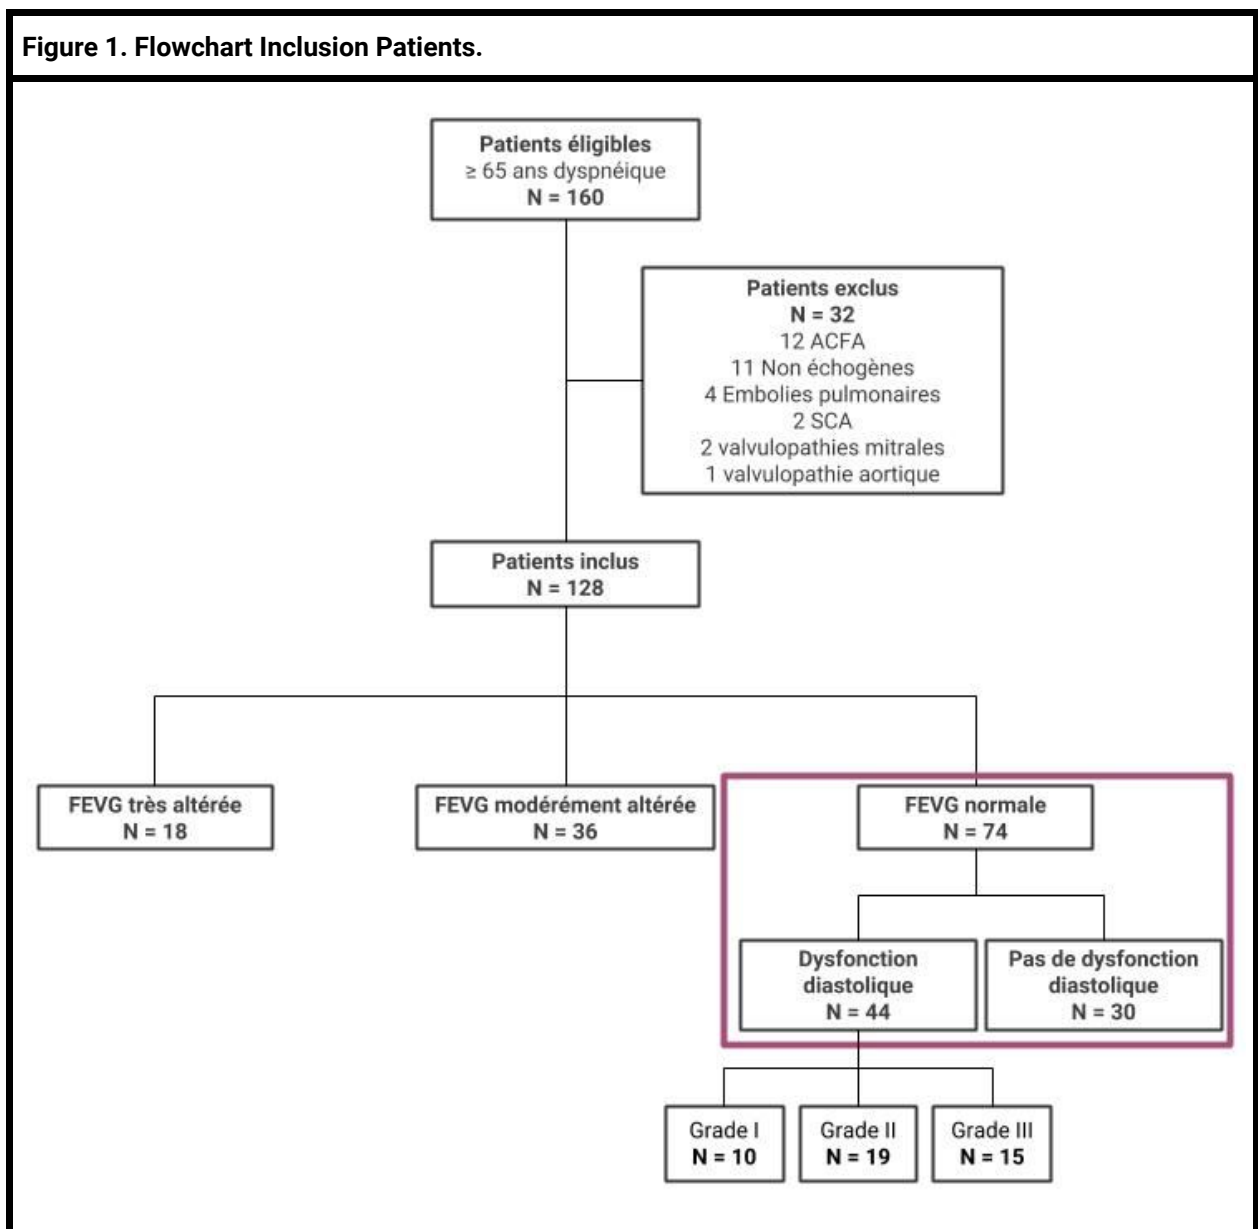 Figure 1. Flowchart Inclusion Patients.
Patients éligibles
≥ 65 ans dyspnéique
N = 160
Patients exclus
N = 32
12 ACFA
11 Non échogènes
4 Embolies pulmonaires
2 SCA
2 valvulopathies mitrales
1 valvulopathie aortique
Patients inclus
N = 128
FEVG très altérée
N = 18
FEVG modérément altérée
N = 36
FEVG normale
N = 74
Dysfonction
diastolique
N = 44
Pas de dysfonction
diastolique
N = 30
Grade I
N = 10
Grade II
N = 19
Grade III
N = 15